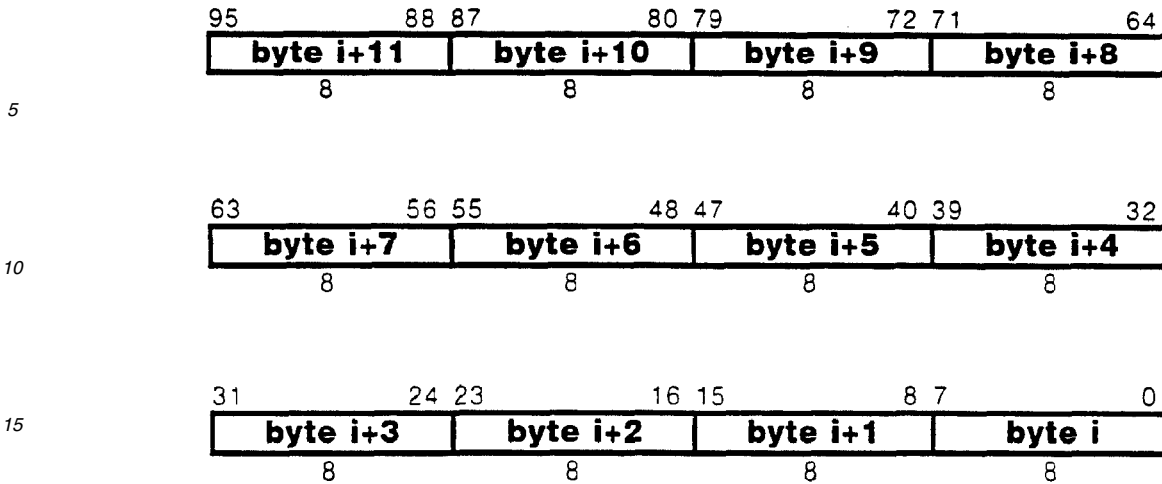 95 88 87 80 79 72 71 64
byte i+11 byte i+10 byte i+9 byte i+8
8 8 8 8
5
63 56 55 48 47 40 39 32
byte i+7 byte i+6 byte i+5 byte i+4
10
8 8 8 8
31 24 23 16 15 8 7 0
15
byte i+3 byte i+2 byte i+1 byte i
8 8 8 8